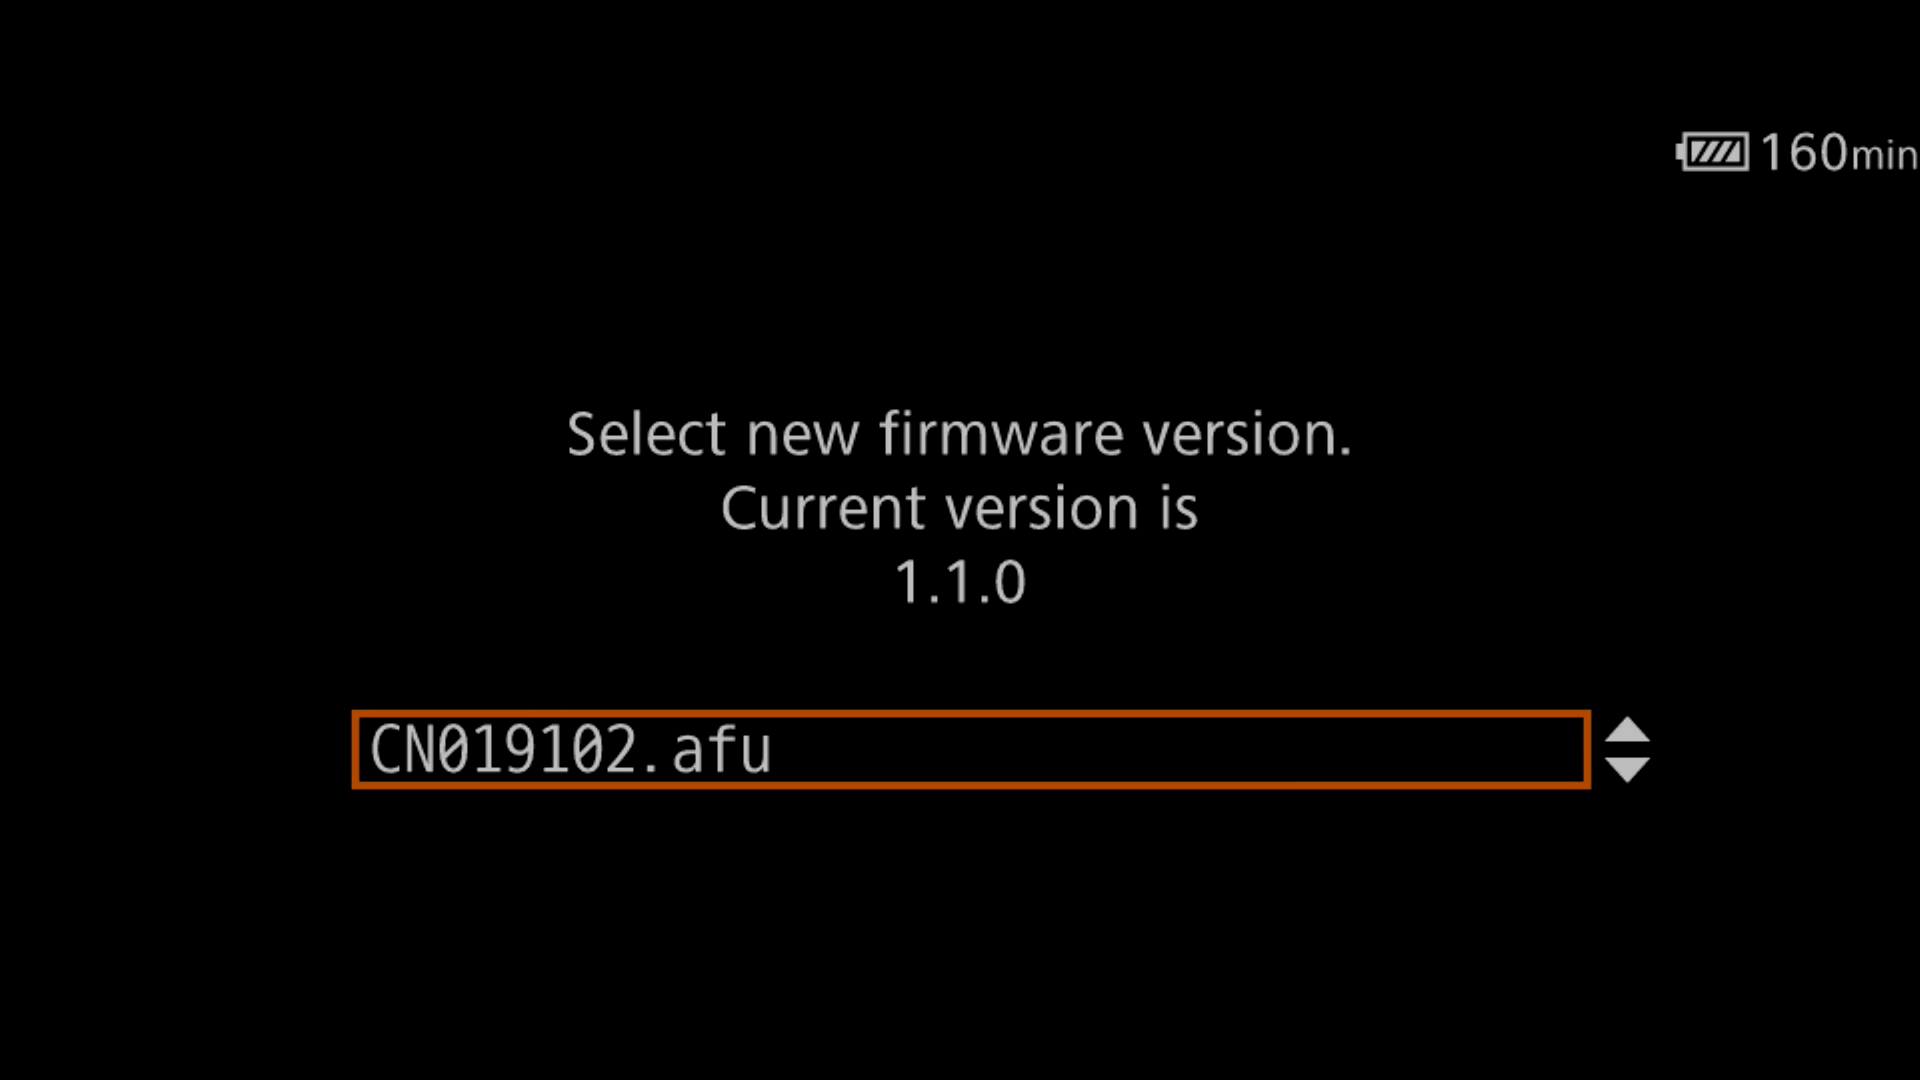 160min
Select new firmware version.
Current version is
1.1.0
CN019102.afu